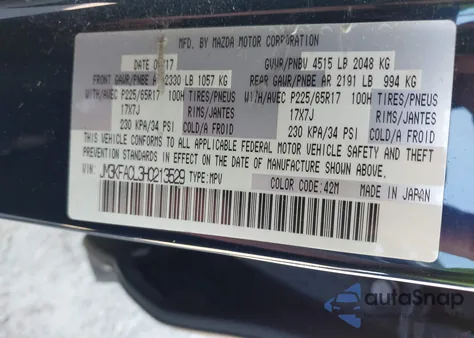 MFD. BY MAZDA MOTOR CORPORATION
DATE 17 GVWR/PNBV 4515 LB 2048 KG
FRONT GAWR/PNBE A 2330 LB 1057 KG REAR GAWR/PNBE AR 2191 LB 994 KG
WITH/AVEC P225/65R17 100H TIRES/PNEUS WITH/AVEC P225/65R17 100H TIRES/PNEUS
17X7J RIMS/JANTES 17X7J RIMS/JANTES
230 KPA/34 PSI COLD/A FROID 230 KPA/34 PSI COLD/A FROID
THIS VEHICLE CONFORMS TO ALL APPLICABLE FEDERAL MOTOR VEHICLE SAFETY, BUMPER, AND
THEFT PREVENTION STANDARDS IN EFFECT ON THE DATE OF MANUFACTURE SHOWN ABOVE.
VIN: JM3KFACL3H0213529 TYPE: MPV
COLOR CODE: 42M MADE IN JAPAN
autoSnap